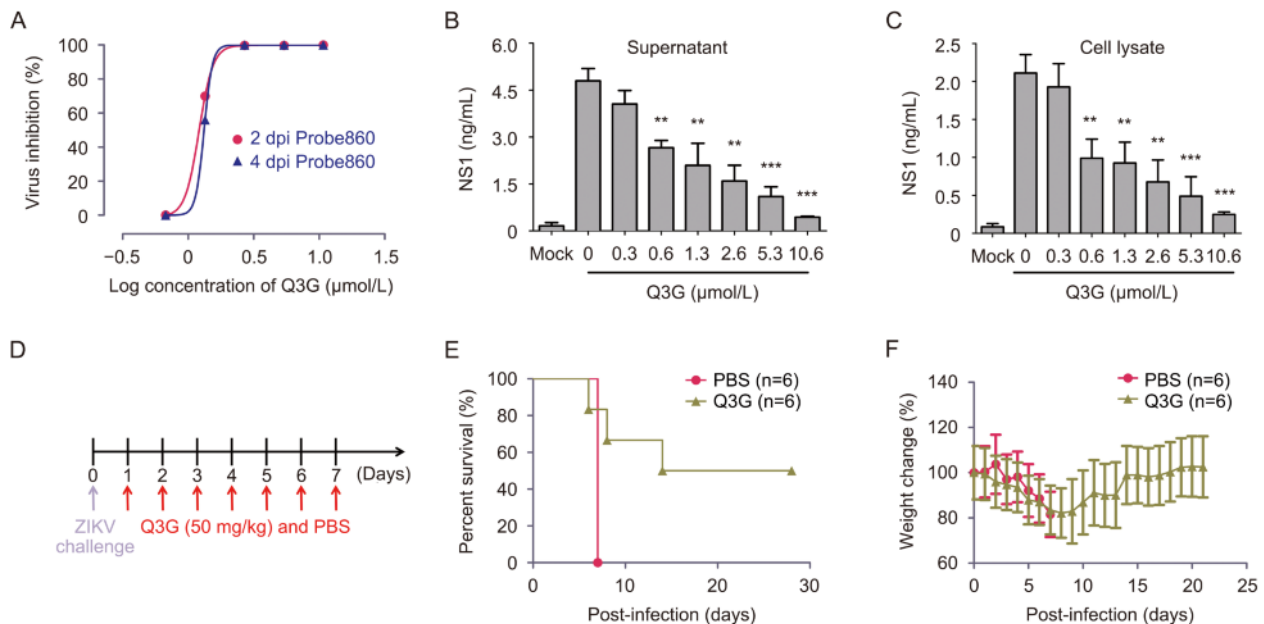 A
Virus inhibition (%)
100
80
60
40
20
0
−0.5
0
0.5
1.0
1.5
2 dpi Probe860
4 dpi Probe860
Log concentration of Q3G (μmol/L)
B
Supernatant
NS1 (ng/mL)
6.0
4.5
3.0
1.5
0
**
**
**
***
***
Mock 0 0.3 0.6 1.3 2.6 5.3 10.6
Q3G (μmol/L)
C
Cell lysate
NS1 (ng/mL)
2.5
2.0
1.5
1.0
0.5
0
**
**
**
***
***
Mock 0 0.3 0.6 1.3 2.6 5.3 10.6
Q3G (μmol/L)
D
0 1 2 3 4 5 6 7 (Days)
ZIKV
challenge
Q3G (50 mg/kg) and PBS
E
Percent survival (%)
100
80
60
40
20
0
0 10 20 30
PBS (n=6)
Q3G (n=6)
Post-infection (days)
F
Weight change (%)
140
120
100
80
60
0 5 10 15 20 25
PBS (n=6)
Q3G (n=6)
Post-infection (days)